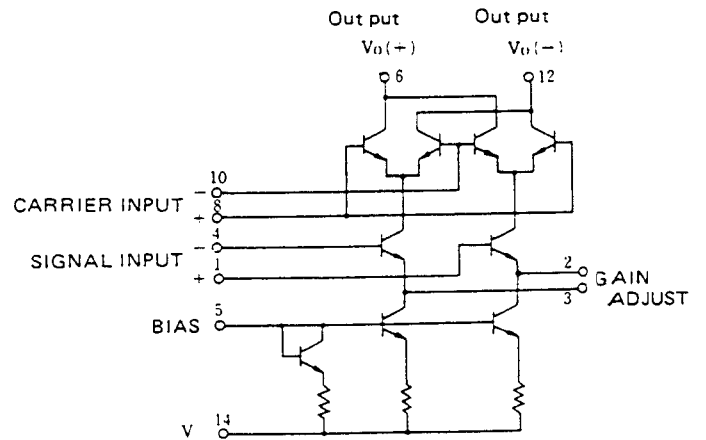 Out put Out put
Vo(+) Vo(−)
6 12
10
CARRIER INPUT −
8
+
4
−
SIGNAL INPUT
1
+
2
GAIN
3 ADJUST
5
BIAS
14
V